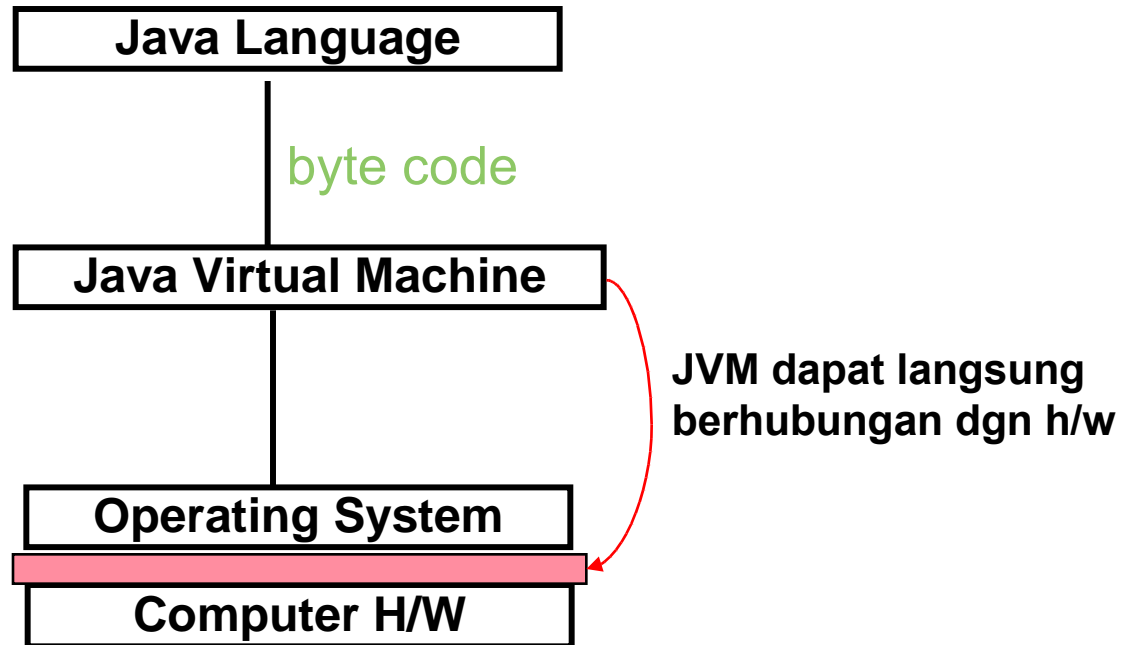 Java Language
byte code
Java Virtual Machine
JVM dapat langsung
berhubungan dgn h/w
Operating System
Computer H/W